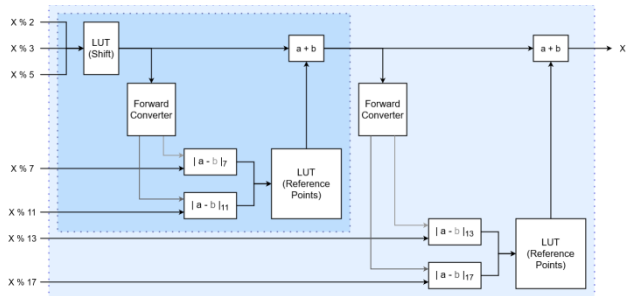 X % 2
X % 3
X % 5
LUT
(Shift)
a + b
a + b
X
Forward
Converter
Forward
Converter
X % 7
| a - b |7
LUT
(Reference
Points)
X % 11
| a - b |11
X % 13
| a - b |13
LUT
(Reference
Points)
X % 17
| a - b |17